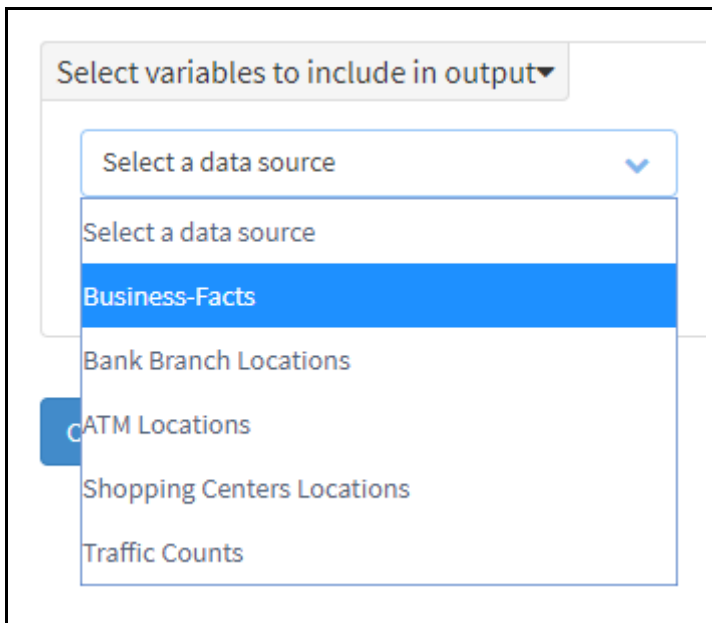 Select variables to include in output
Select a data source
Select a data source
Business-Facts
Bank Branch Locations
ATM Locations
Shopping Centers Locations
Traffic Counts